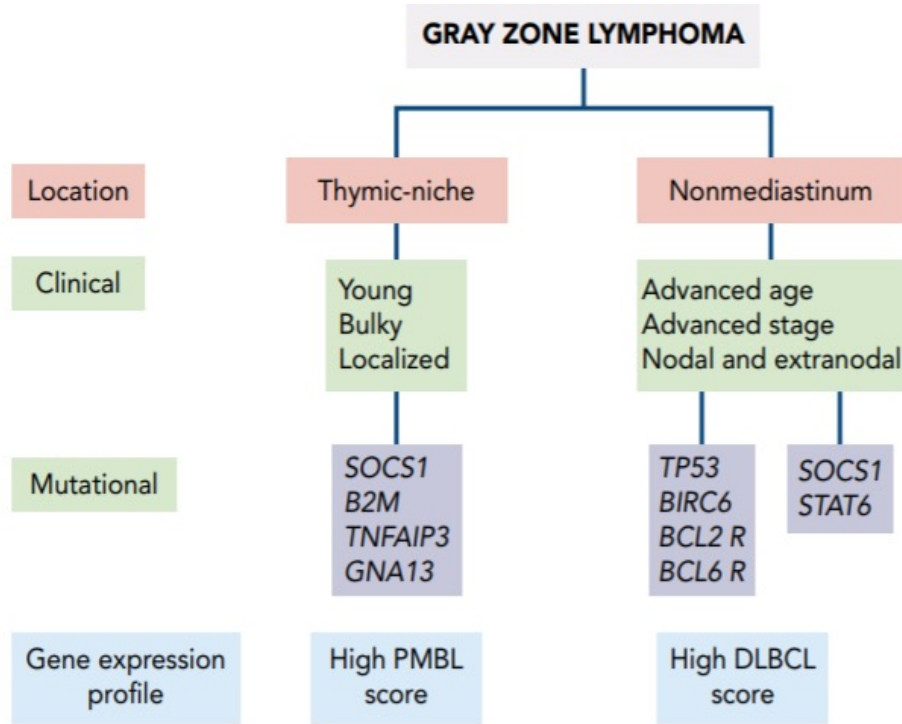 GRAY ZONE LYMPHOMA
Location
Thymic-niche
Nonmediastinum
Clinical
Young
Bulky
Localized
Advanced age
Advanced stage
Nodal and extranodal
Mutational
SOCS1
B2M
TNFAIP3
GNA13
TP53
BIRC6
BCL2 R
BCL6 R
SOCS1
STAT6
Gene expression
profile
High PMBL
score
High DLBCL
score